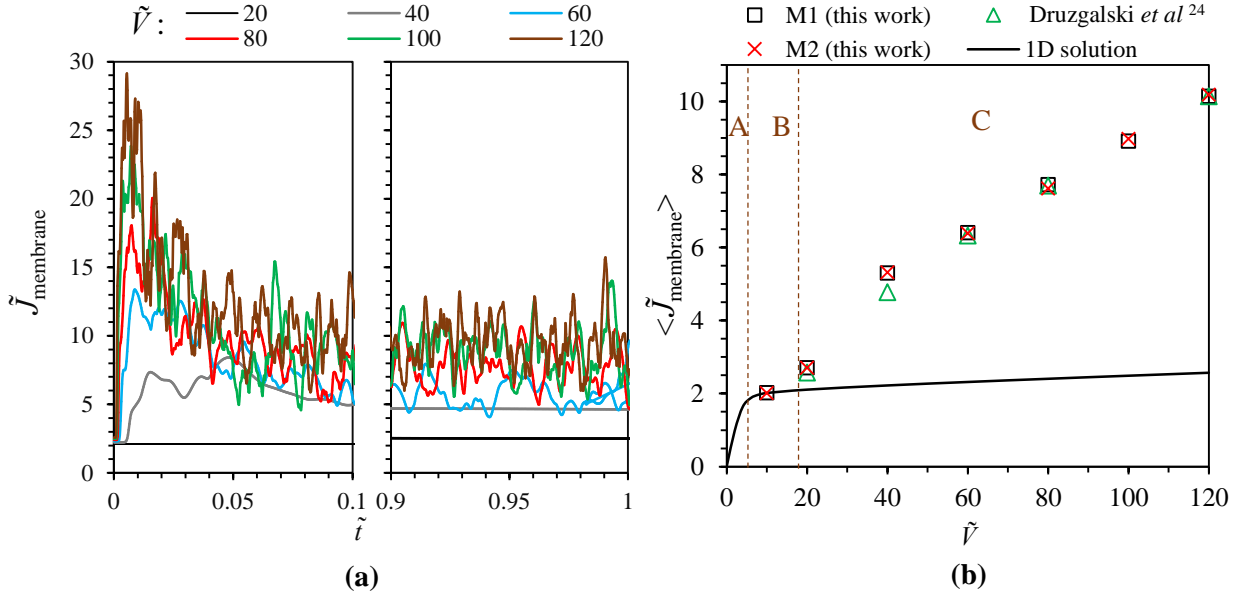 Ṽ : 20 40 60
80 100 120
J̃membrane
30
25
20
15
10
5
0
0 0.05 0.1
0.9 0.95 1
t̃
(a)
M1 (this work) Druzgalski et al 24
M2 (this work) 1D solution
<J̃membrane>
10
8
6
4
2
0
A B C
0 20 40 60 80 100 120
Ṽ
(b)